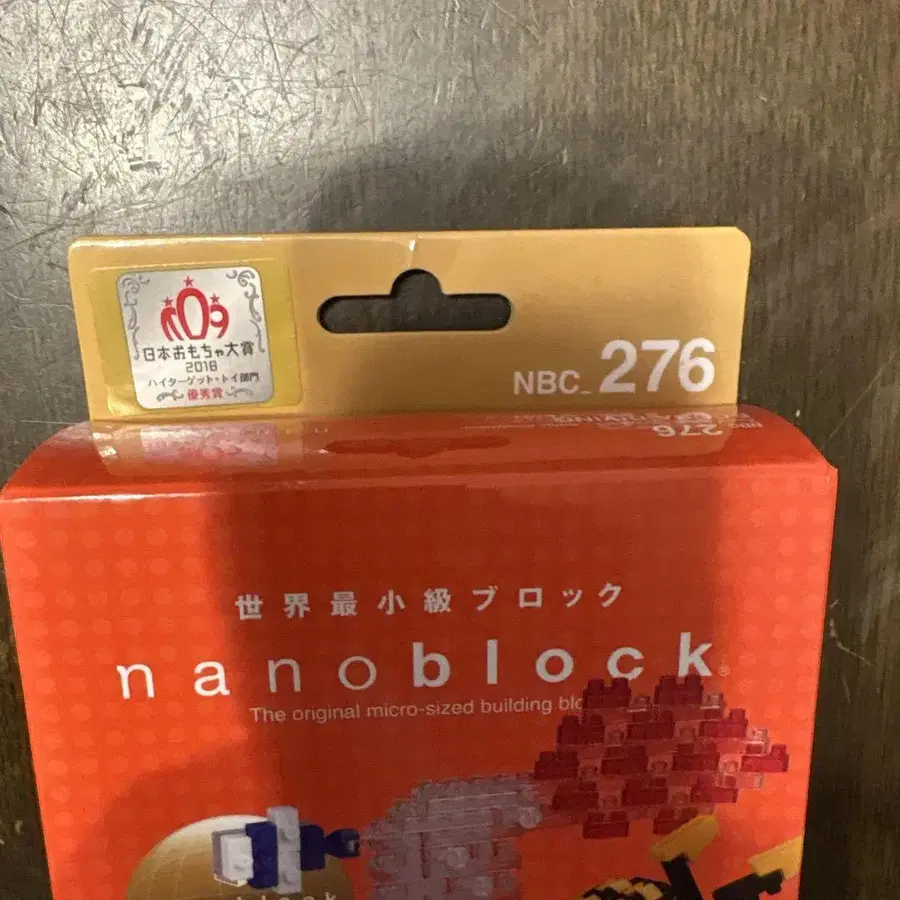 日本おもちゃ大賞
2018
ハイターゲット・トイ部門
優秀賞
NBC_276
276
世界最小級ブロック
nanoblock®
The original micro-sized building